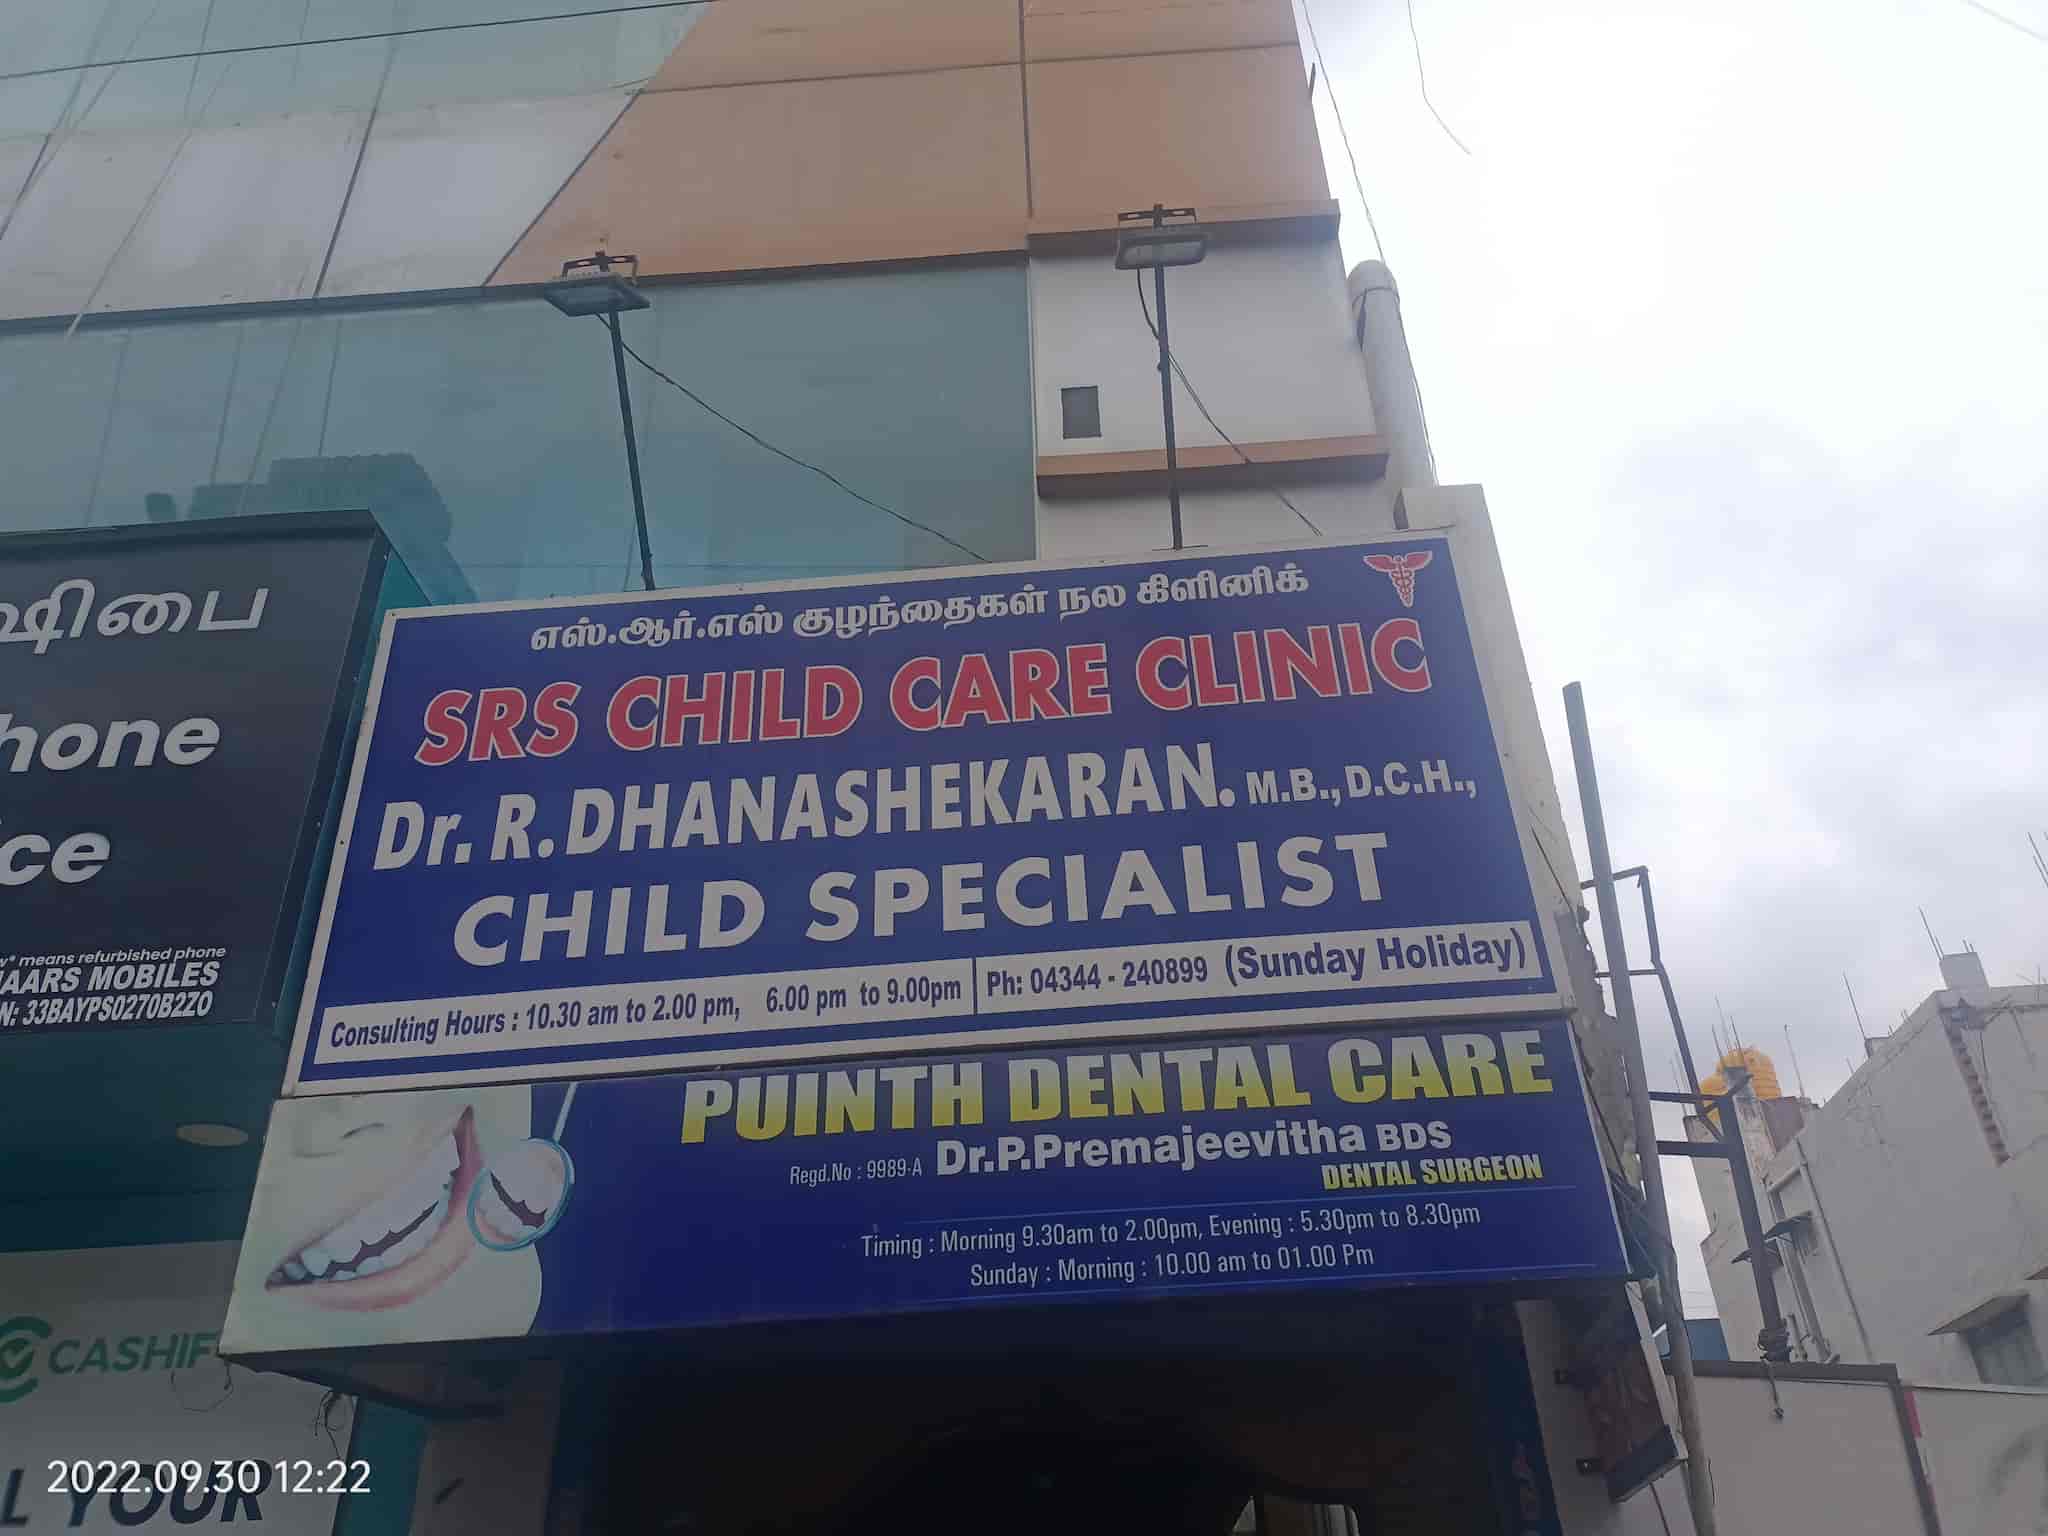 ஷிபை
hone
ce
* means refurbished phone
AARS MOBILES
N: 33BAYPS0270B2ZO
எஸ்.ஆர்.எஸ் குழந்தைகள் நல கிளினிக்
SRS CHILD CARE CLINIC
Dr. R. DHANASHEKARAN. M.B., D.C.H.,
CHILD SPECIALIST
Consulting Hours : 10.30 am to 2.00 pm, 6.00 pm to 9.00pm Ph: 04344 - 240899 (Sunday Holiday)
PUINTH DENTAL CARE
Regd.No : 9989-A Dr.P.Premajeevitha BDS
DENTAL SURGEON
Timing : Morning 9.30am to 2.00pm, Evening : 5.30pm to 8.30pm
Sunday : Morning : 10.00 am to 01.00 Pm
CASHIF
L YOUR
2022.09.30 12:22